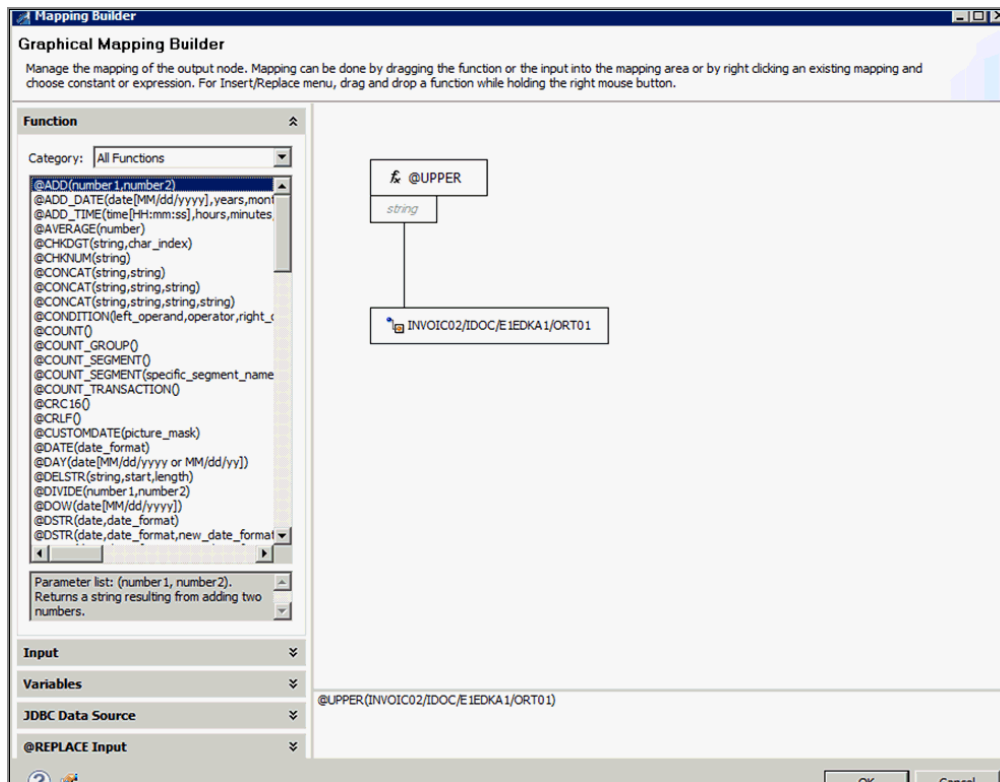 Mapping Builder
Graphical Mapping Builder
Manage the mapping of the output node. Mapping can be done by dragging the function or the input into the mapping area or by right clicking an existing mapping and
choose constant or expression. For Insert/Replace menu, drag and drop a function while holding the right mouse button.
Function
Category: All Functions
@ADD(number1,number2)
@ADD_DATE(date[MM/dd/yyyy],years,mont
@ADD_TIME(time[HH:mm:ss],hours,minutes,
@AVERAGE(number)
@CHKDGT(string,char_index)
@CHKNUM(string)
@CONCAT(string,string)
@CONCAT(string,string,string)
@CONCAT(string,string,string,string)
@CONDITION(left_operand,operator,right_o
@COUNT()
@COUNT_GROUP()
@COUNT_SEGMENT()
@COUNT_SEGMENT(specific_segment_name
@COUNT_TRANSACTION()
@CRC16()
@CRLF()
@CUSTOMDATE(picture_mask)
@DATE(date_format)
@DAY(date[MM/dd/yyyy or MM/dd/yy])
@DELSTR(string,start,length)
@DIVIDE(number1,number2)
@DOW(date[MM/dd/yyyy])
@DSTR(date,date_format)
@DSTR(date,date_format,new_date_format
Parameter list: (number1, number2).
Returns a string resulting from adding two
numbers.
Input
Variables
JDBC Data Source
@REPLACE Input
fx @UPPER
string
INVOIC02/IDOC/E1EDKA1/ORT01
@UPPER(INVOIC02/IDOC/E1EDKA1/ORT01)
OK Cancel